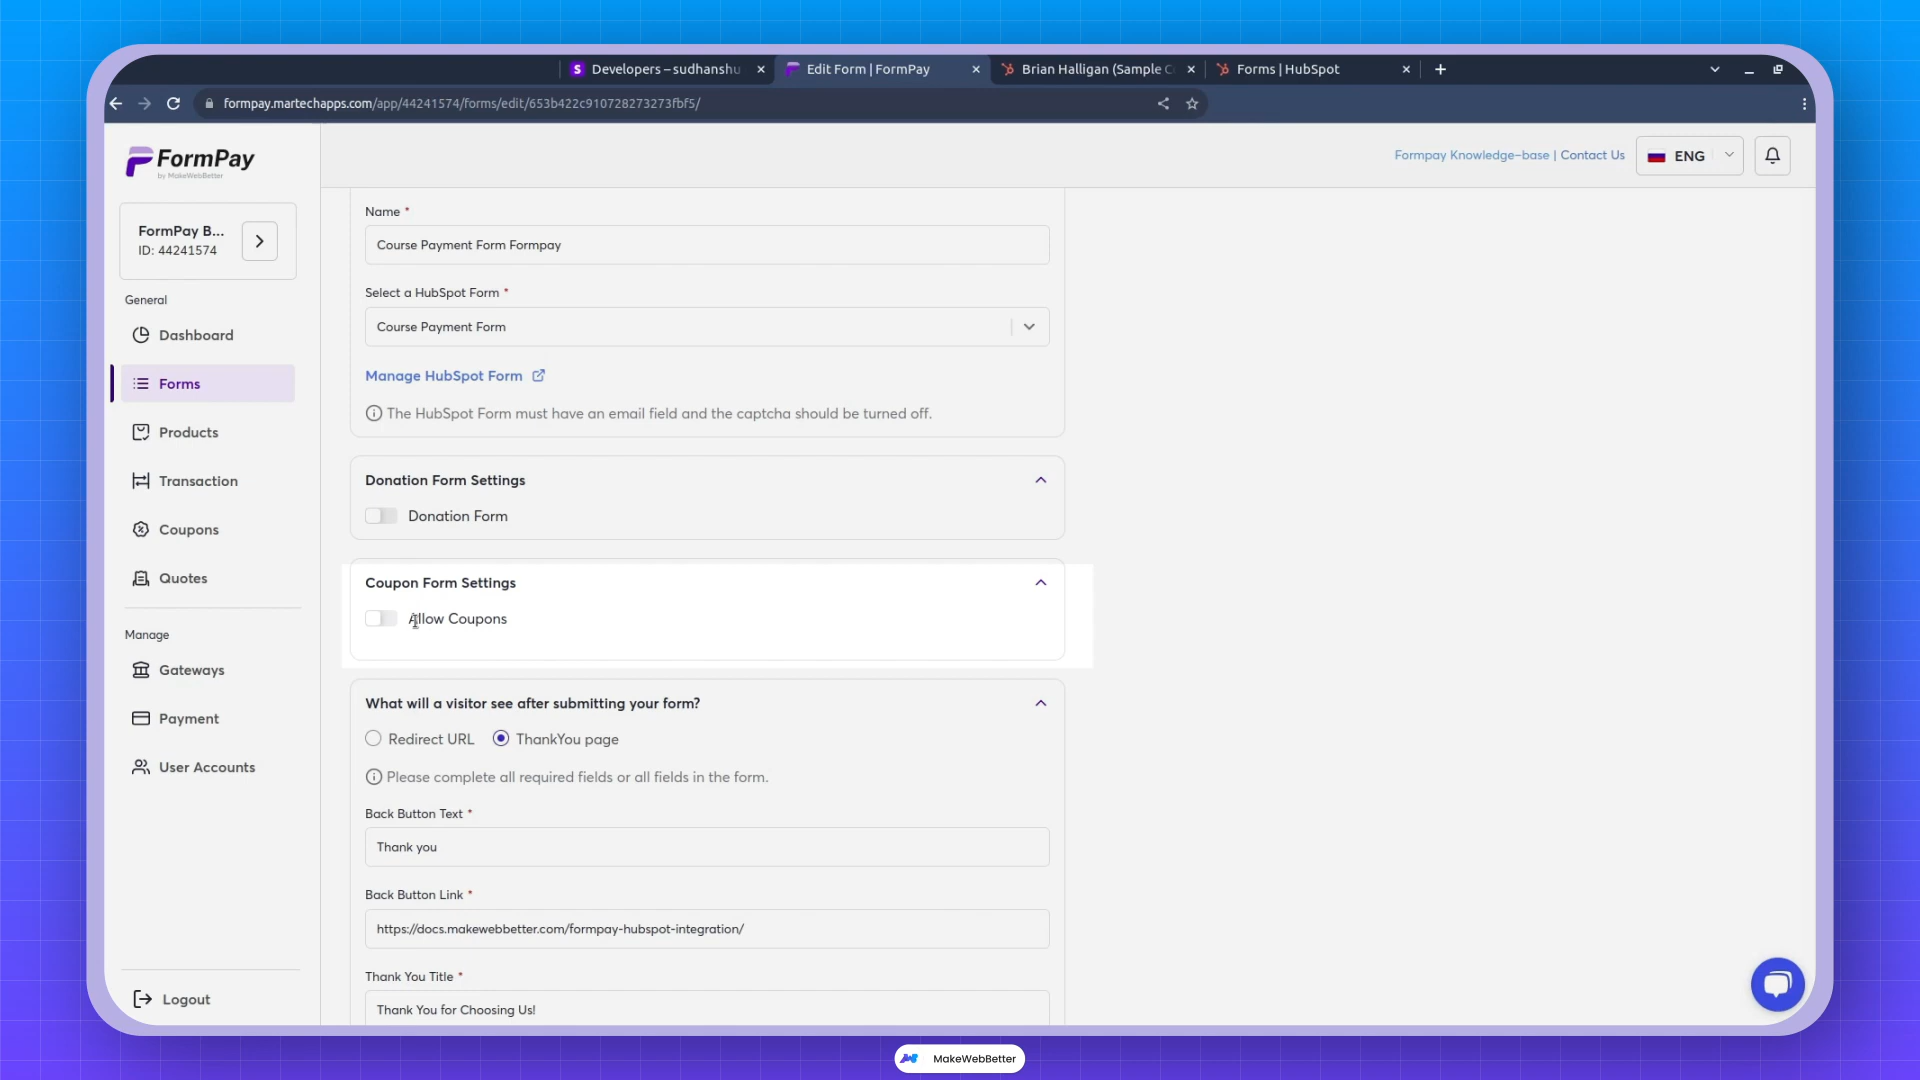 Developers – sudhanshu
Edit Form | FormPay
Brian Halligan (Sample C
Forms | HubSpot
formpay.martechapps.com/app/44241574/forms/edit/653b422c910728273273fbf5/
FormPay
by MakeWebBetter
Formpay Knowledge-base | Contact Us
ENG
FormPay B...
ID: 44241574
General
Dashboard
Forms
Products
Transaction
Coupons
Quotes
Manage
Gateways
Payment
User Accounts
Logout
Name *
Course Payment Form Formpay
Select a HubSpot Form *
Course Payment Form
Manage HubSpot Form
The HubSpot Form must have an email field and the captcha should be turned off.
Donation Form Settings
Donation Form
Coupon Form Settings
Allow Coupons
What will a visitor see after submitting your form?
Redirect URL
ThankYou page
Please complete all required fields or all fields in the form.
Back Button Text *
Thank you
Back Button Link *
https://docs.makewebbetter.com/formpay-hubspot-integration/
Thank You Title *
Thank You for Choosing Us!
MakeWebBetter